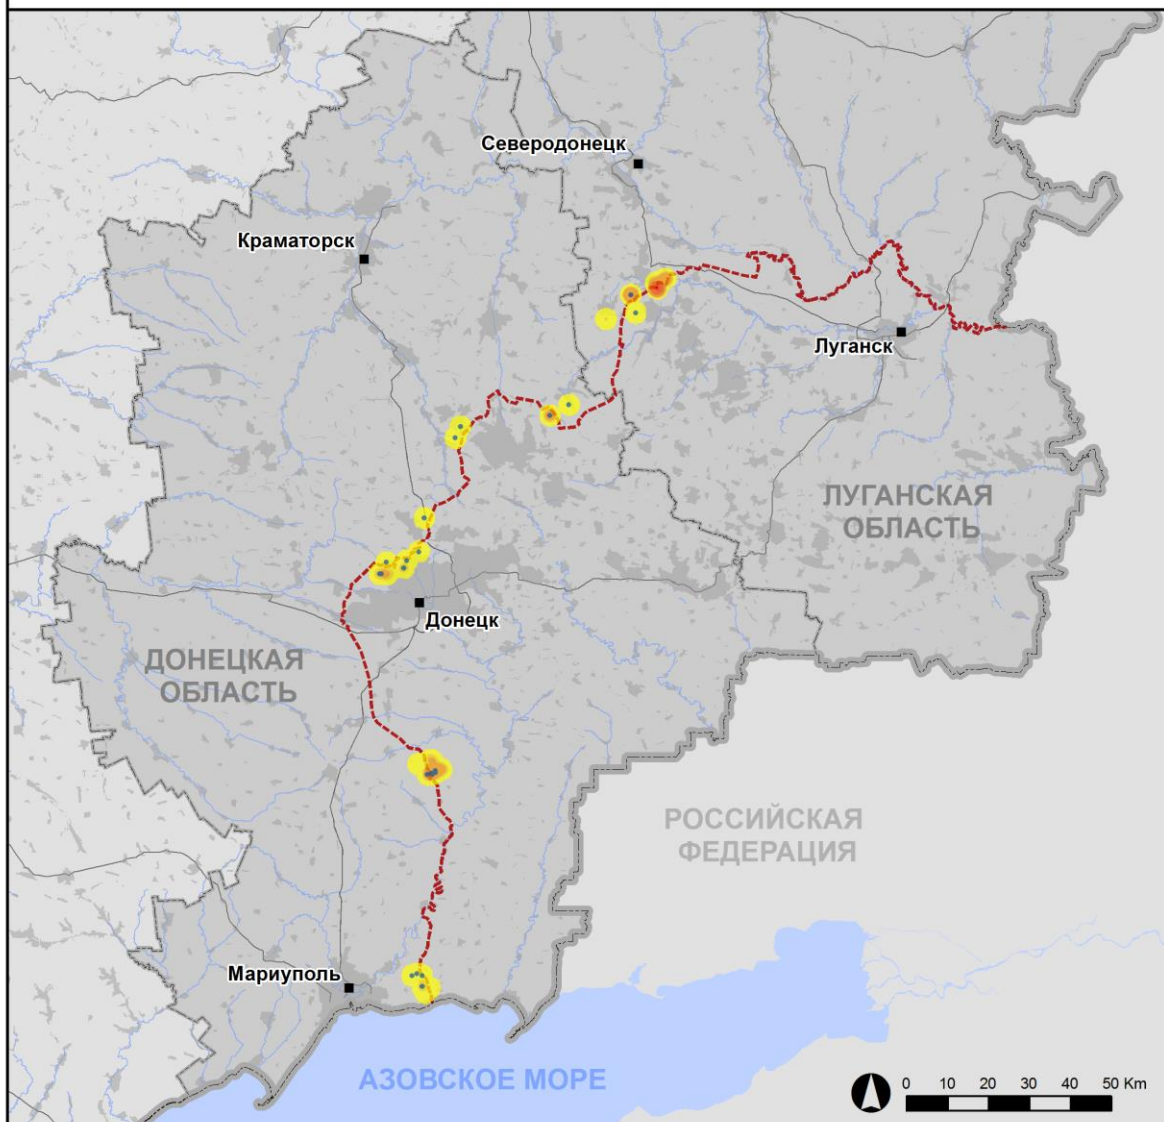 Северодонецк
Краматорск
Луганск
ЛУГАНСКАЯ
ОБЛАСТЬ
Донецк
ДОНЕЦКАЯ
ОБЛАСТЬ
РОССИЙСКАЯ
ФЕДЕРАЦИЯ
Мариуполь
АЗОВСКОЕ МОРЕ
0 10 20 30 40 50 Km